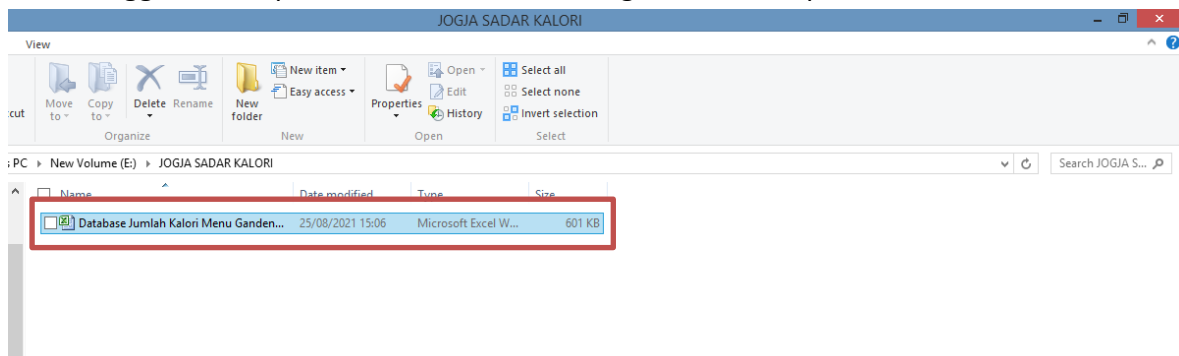 JOGJA SADAR KALORI
View
Move to
Copy to
Delete
Rename
New folder
New item
Easy access
Properties
Open
Edit
History
Select all
Select none
Invert selection
Organize
New
Open
Select
PC New Volume (E:) JOGJA SADAR KALORI
Search JOGJA S...
Name Date modified Type Size
Database Jumlah Kalori Menu Ganden... 25/08/2021 15:06 Microsoft Excel W... 601 KB